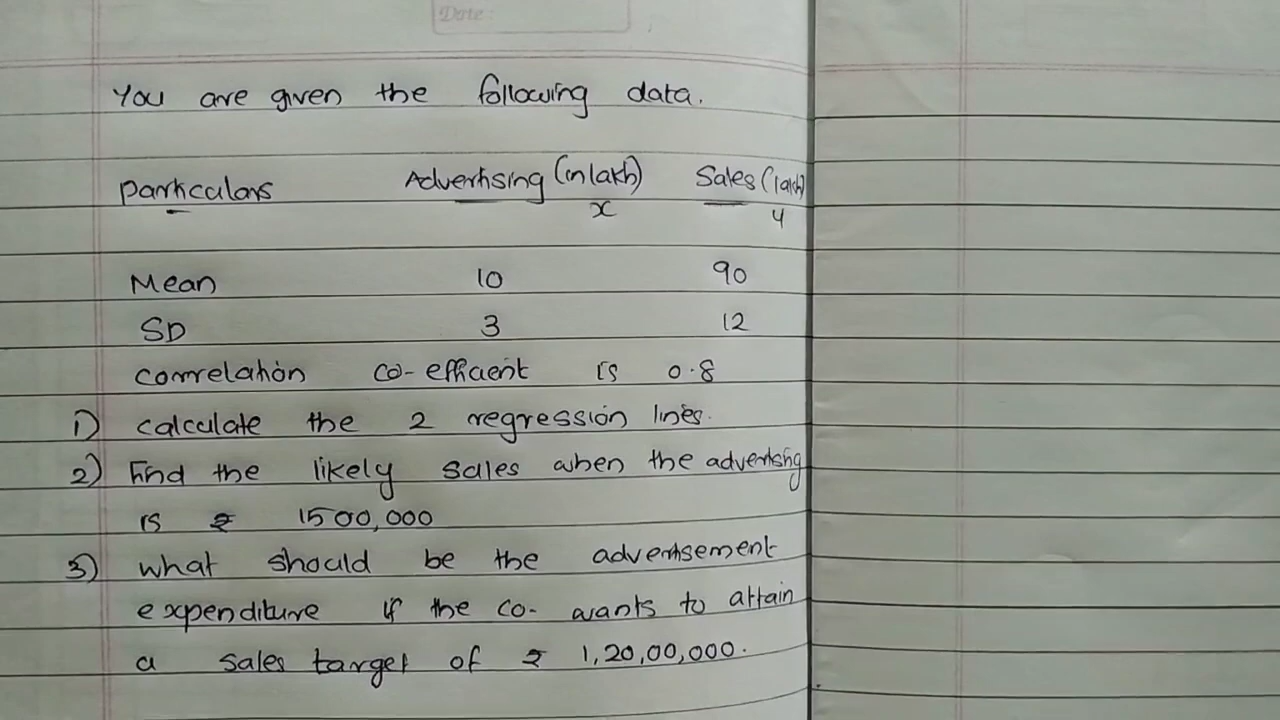 Date:
You are given the following data.
Particulars Advertising (in lakh) Sales (lakh)
x y
Mean 10 90
SD 3 12
correlation co-efficient is 0.8
1) calculate the 2 regression lines.
2) Find the likely sales when the advertising
is ₹ 1500,000
3) what should be the advertisement
expenditure if the co- wants to attain
a sales target of ₹ 1,20,00,000.